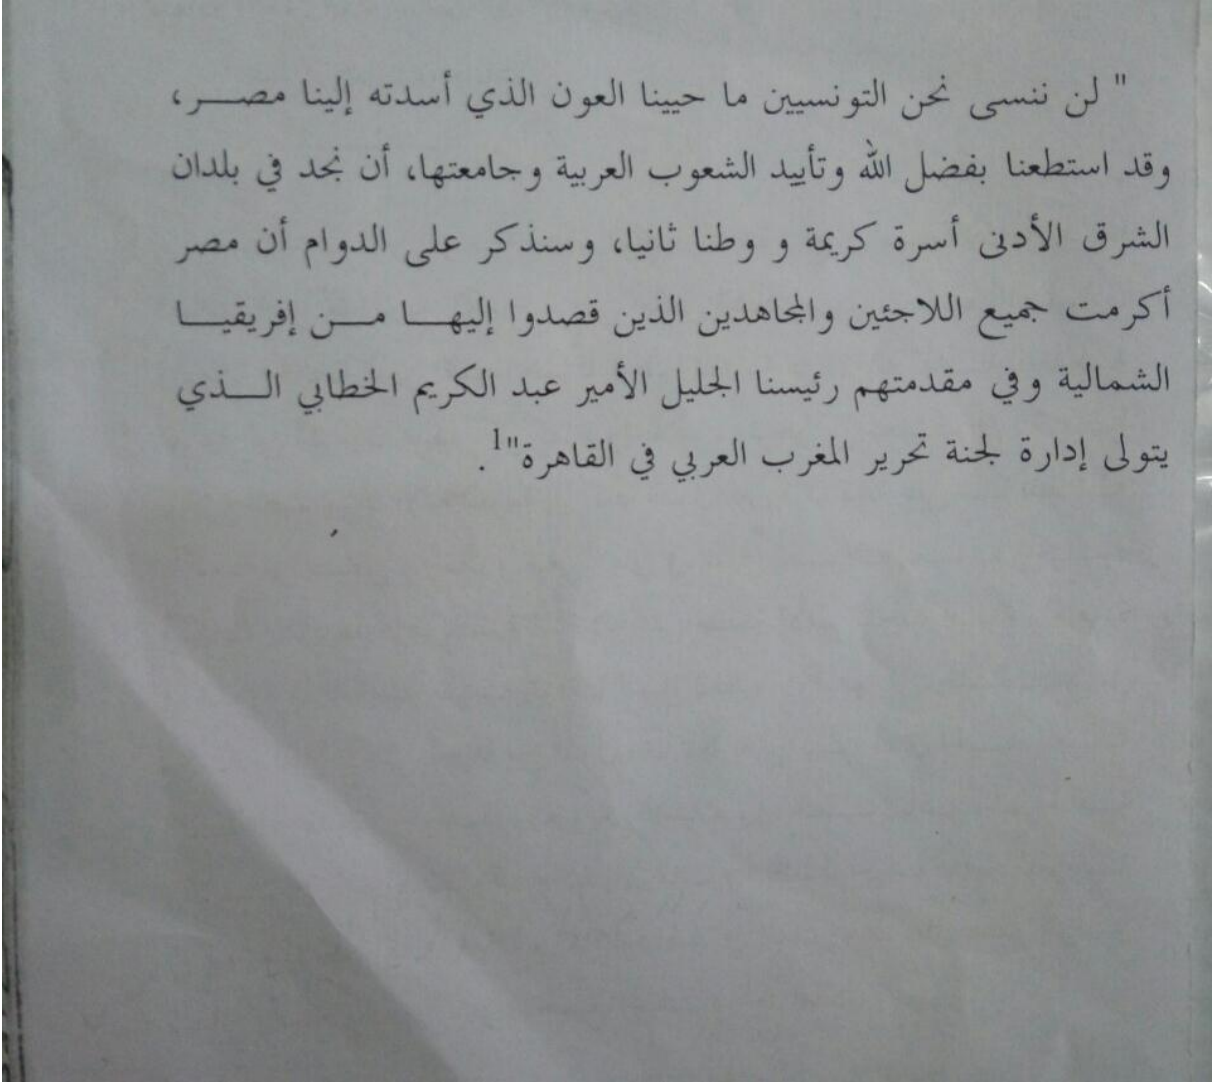 " لن ننسى نحن التونسيين ما حيينا العون الذي أسدته إلينا مصر،
وقد استطعنا بفضل الله وتأييد الشعوب العربية وجامعتها، أن نجد في بلدان
الشرق الأدنى أسرة كريمة و وطنا ثانيا، وسنذكر على الدوام أن مصر
أكرمت جميع اللاجئين والمجاهدين الذين قصدوا إليها من إفريقيا
الشمالية وفي مقدمتهم رئيسنا الجليل الأمير عبد الكريم الخطابي الذي
يتولى إدارة لجنة تحرير المغرب العربي في القاهرة"1.